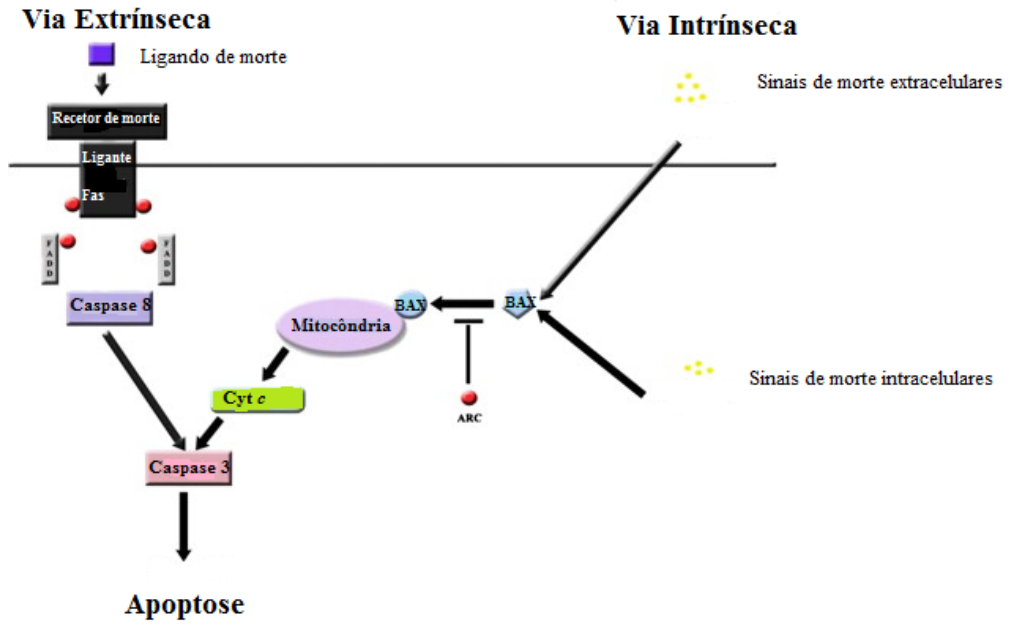 Via Extrínseca
Via Intrínseca
Ligando de morte
Sinais de morte extracelulares
Recetor de morte
Ligante
Fas
FADD
FADD
Caspase 8
BAX
BAX
Mitocôndria
Sinais de morte intracelulares
Cyt c
ARC
Caspase 3
Apoptose